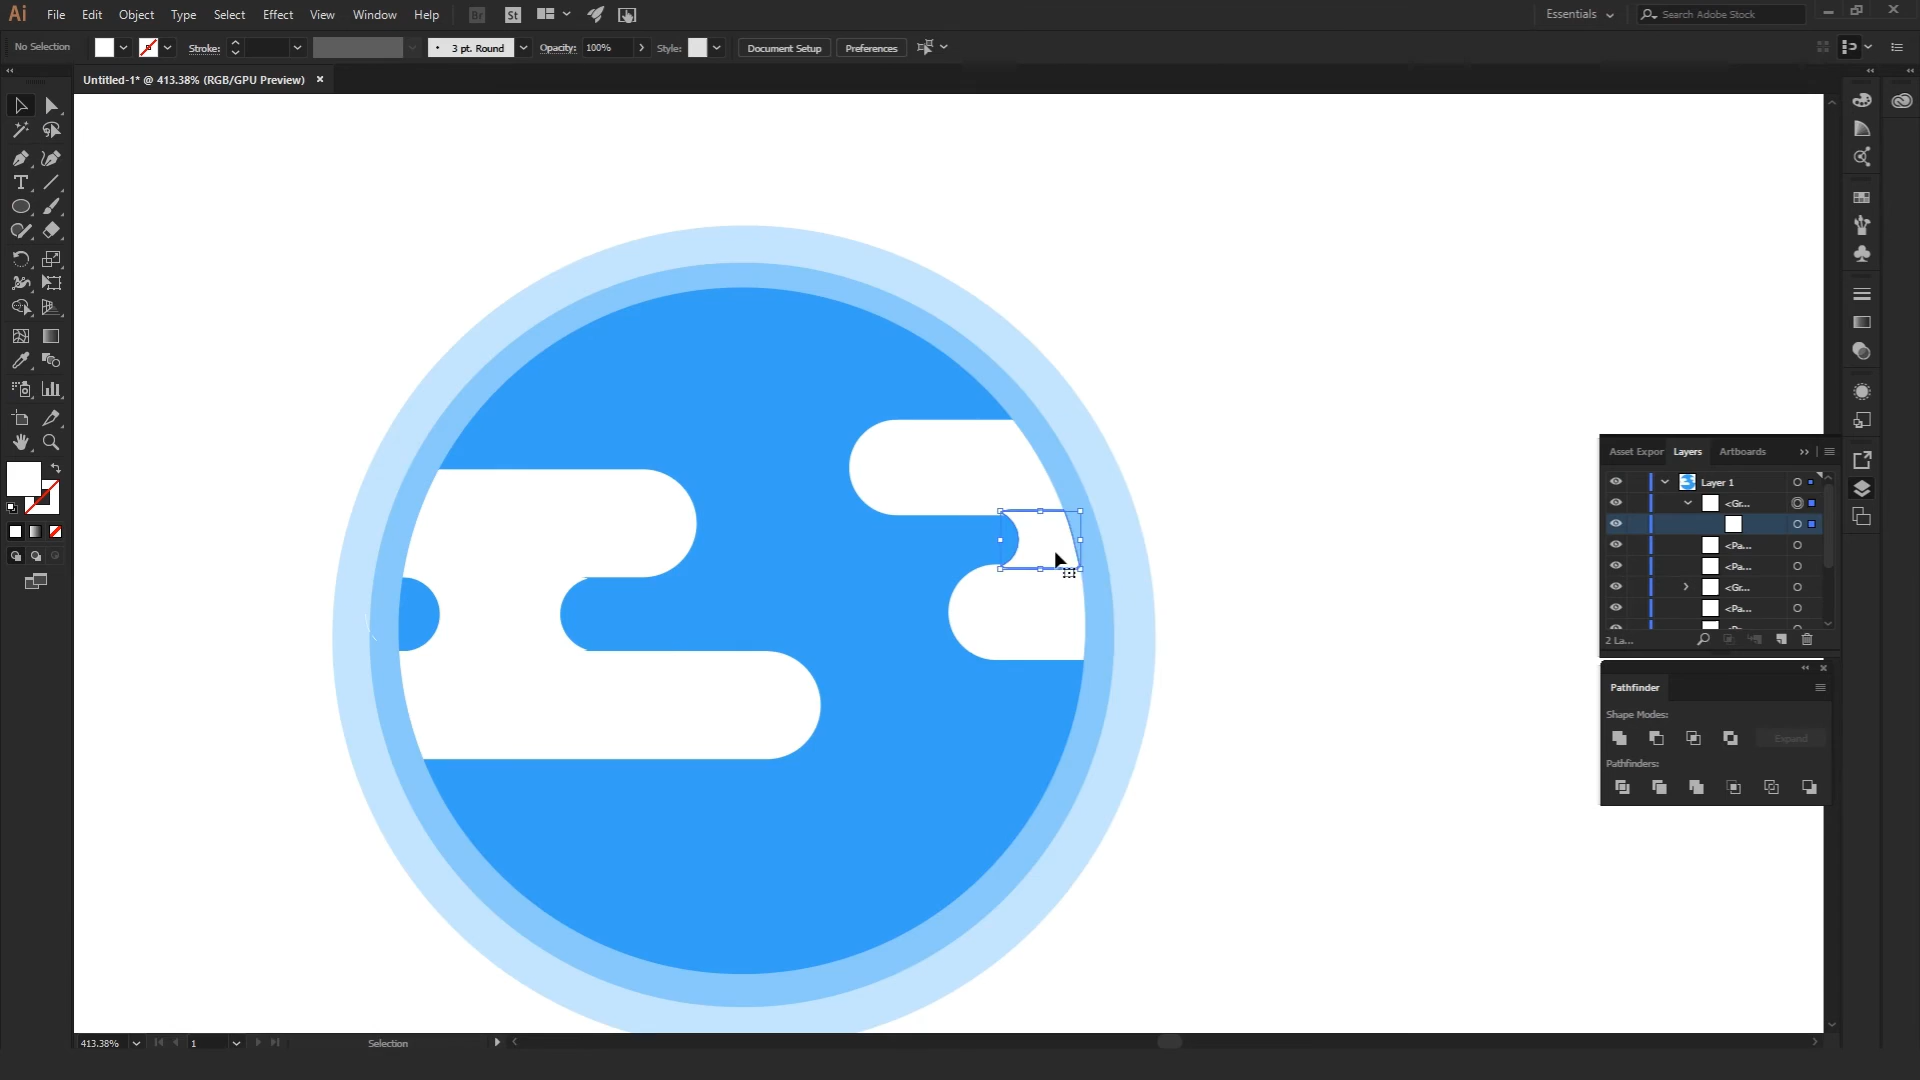 Ai File Edit Object Type Select Effect View Window Help Br St Essentials Search Adobe Stock
No Selection Stroke: 3 pt. Round Opacity: 100% Style: Document Setup Preferences
Untitled-1* @ 413.38% (RGB/GPU Preview)
Asset Expor Layers Artboards
Layer 1
<Gr...
<Pa...
<Pa...
<Gr...
<Pa...
2 La...
Pathfinder
Shape Modes:
Expand
Pathfinders:
413.38% 1 Selection